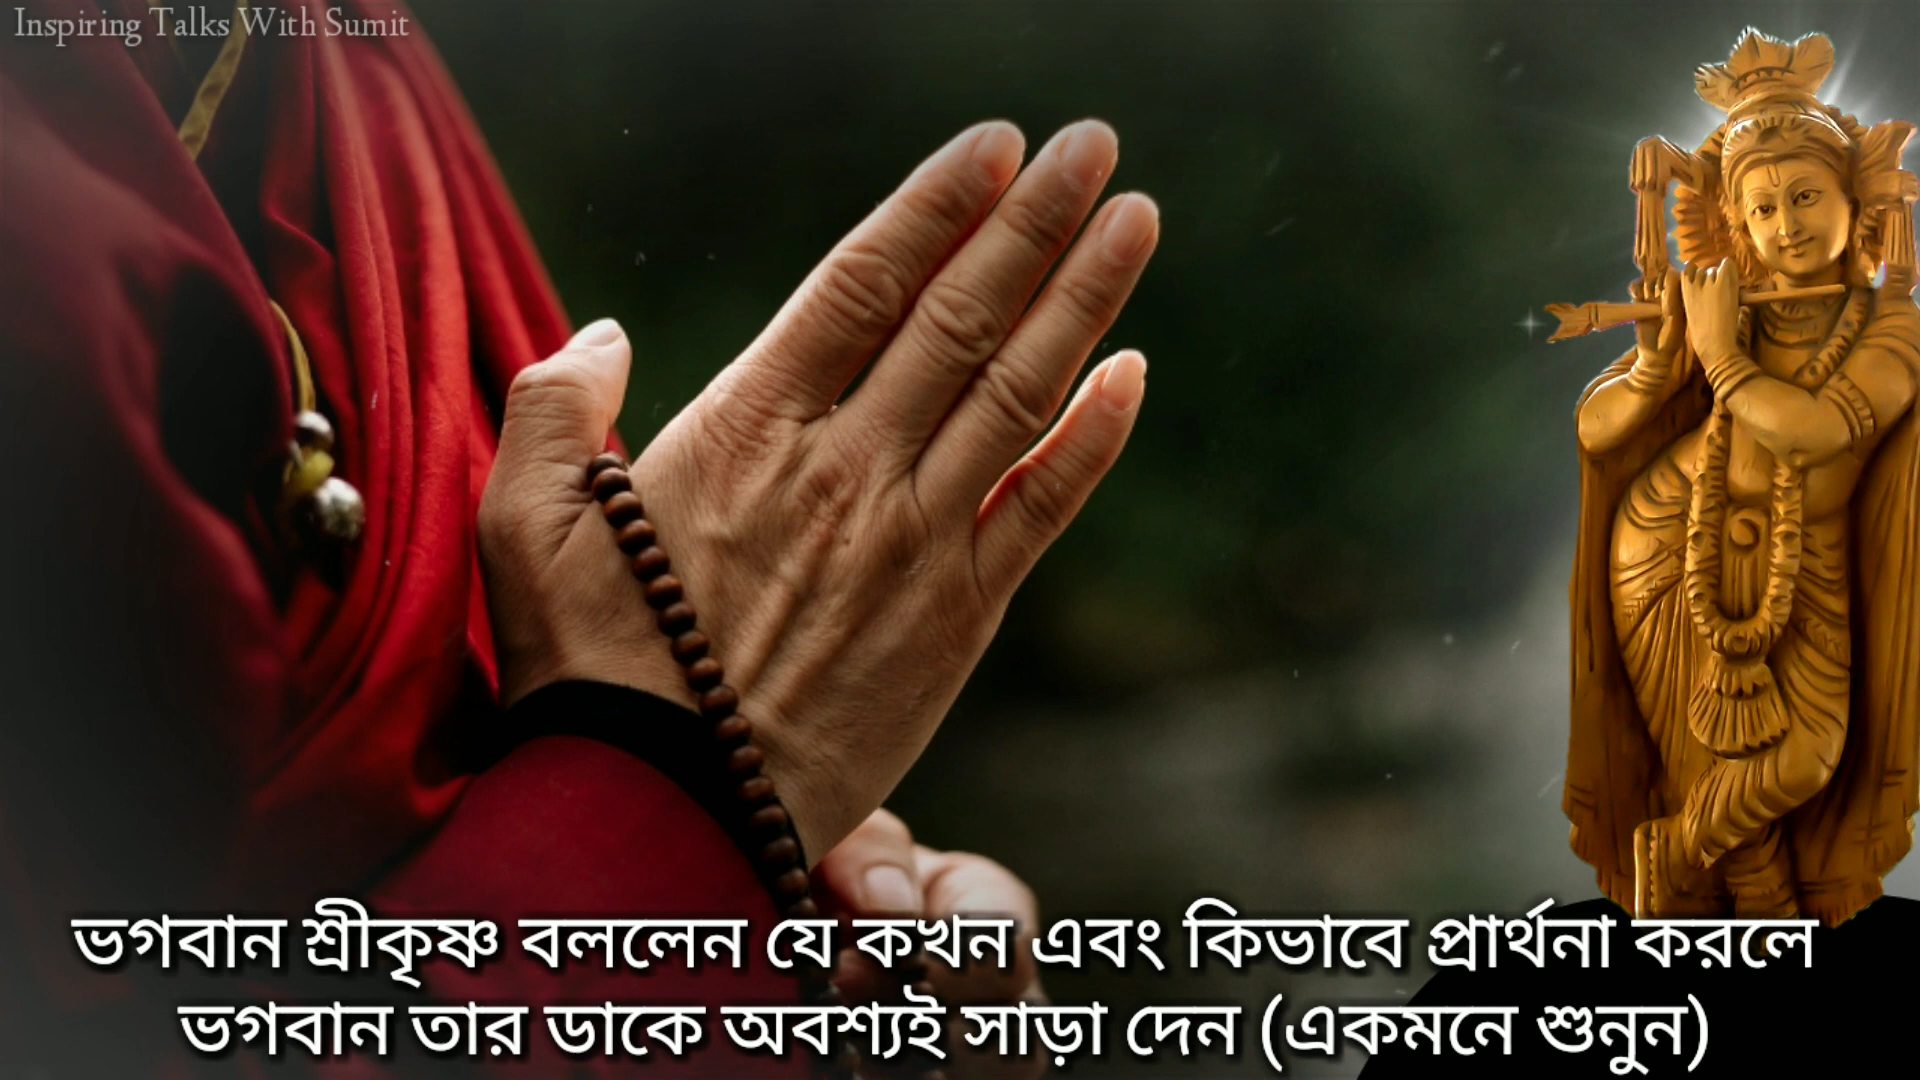 Inspiring Talks With Sumit
ভগবান শ্রীকৃষ্ণ বললেন যে কখন এবং কিভাবে প্রার্থনা করলে
ভগবান তার ডাকে অবশ্যই সাড়া দেন (একমনে শুনুন)